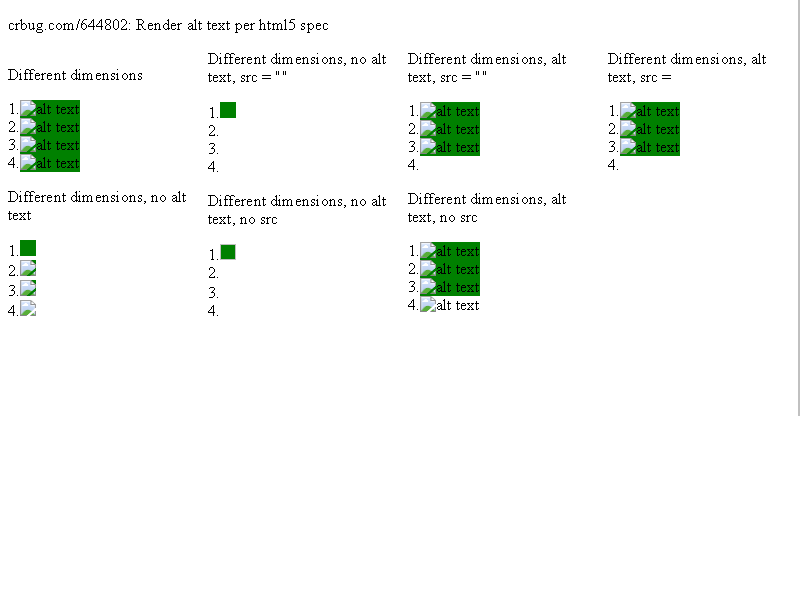 crbug.com/644802: Render alt text per html5 spec
Different dimensions
1. alt text
2. alt text
3. alt text
4. alt text
Different dimensions, no alt
text
1.
2.
3.
4.
Different dimensions, no alt
text, src = ""
1.
2.
3.
4.
Different dimensions, no alt
text, no src
1.
2.
3.
4.
Different dimensions, alt
text, src = ""
1. alt text
2. alt text
3. alt text
4.
Different dimensions, alt
text, no src
1. alt text
2. alt text
3. alt text
4. alt text
Different dimensions, alt
text, src =
1. alt text
2. alt text
3. alt text
4.